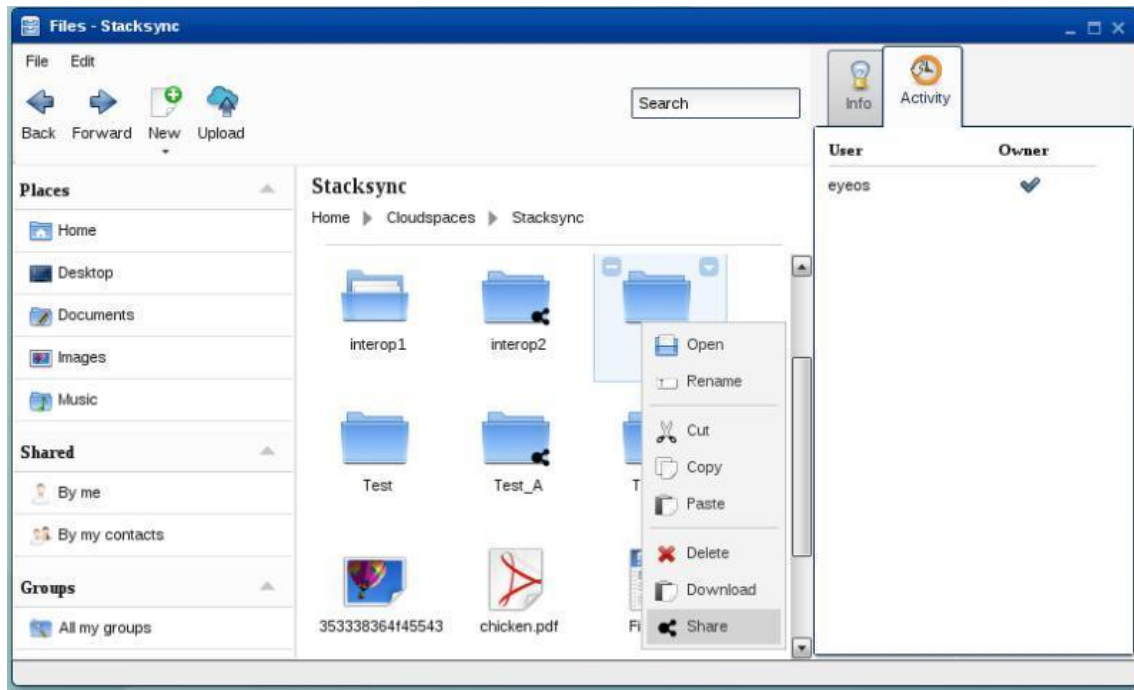 Files - Stacksync
File Edit
Back Forward New Upload
Search
Info
Activity
User Owner
eyeos
Places
Home
Desktop
Documents
Images
Music
Shared
By me
By my contacts
Groups
All my groups
Stacksync
Home Cloudspaces Stacksync
interop1 interop2
Test Test_A T
353338364f45543 chicken.pdf Fi
Open
Rename
Cut
Copy
Paste
Delete
Download
Share